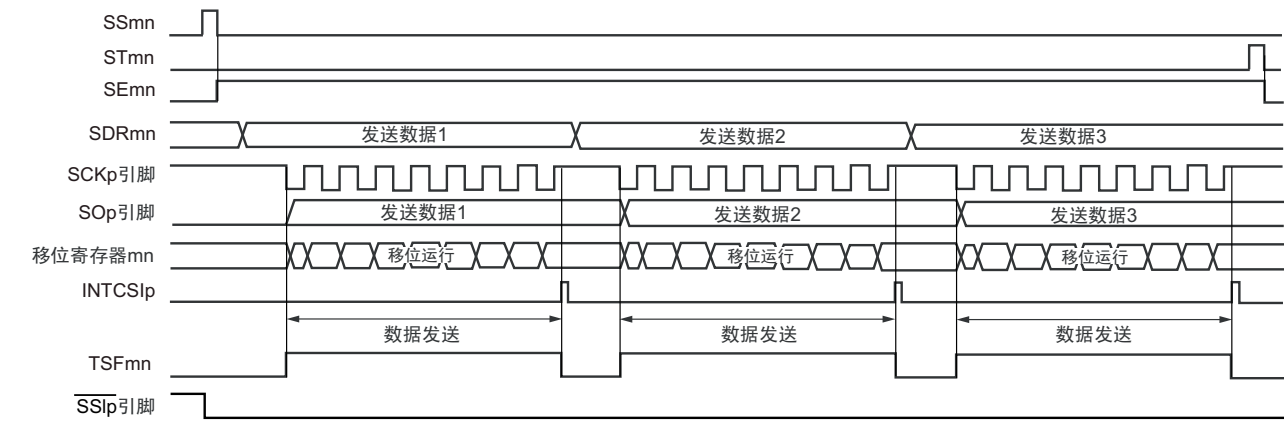 SSmn
STmn
SEmn
SDRmn 发送数据1 发送数据2 发送数据3
SCKp引脚
SOp引脚 发送数据1 发送数据2 发送数据3
移位寄存器mn 移位运行 移位运行 移位运行
INTCSIp
数据发送 数据发送 数据发送
TSFmn
SSIp引脚